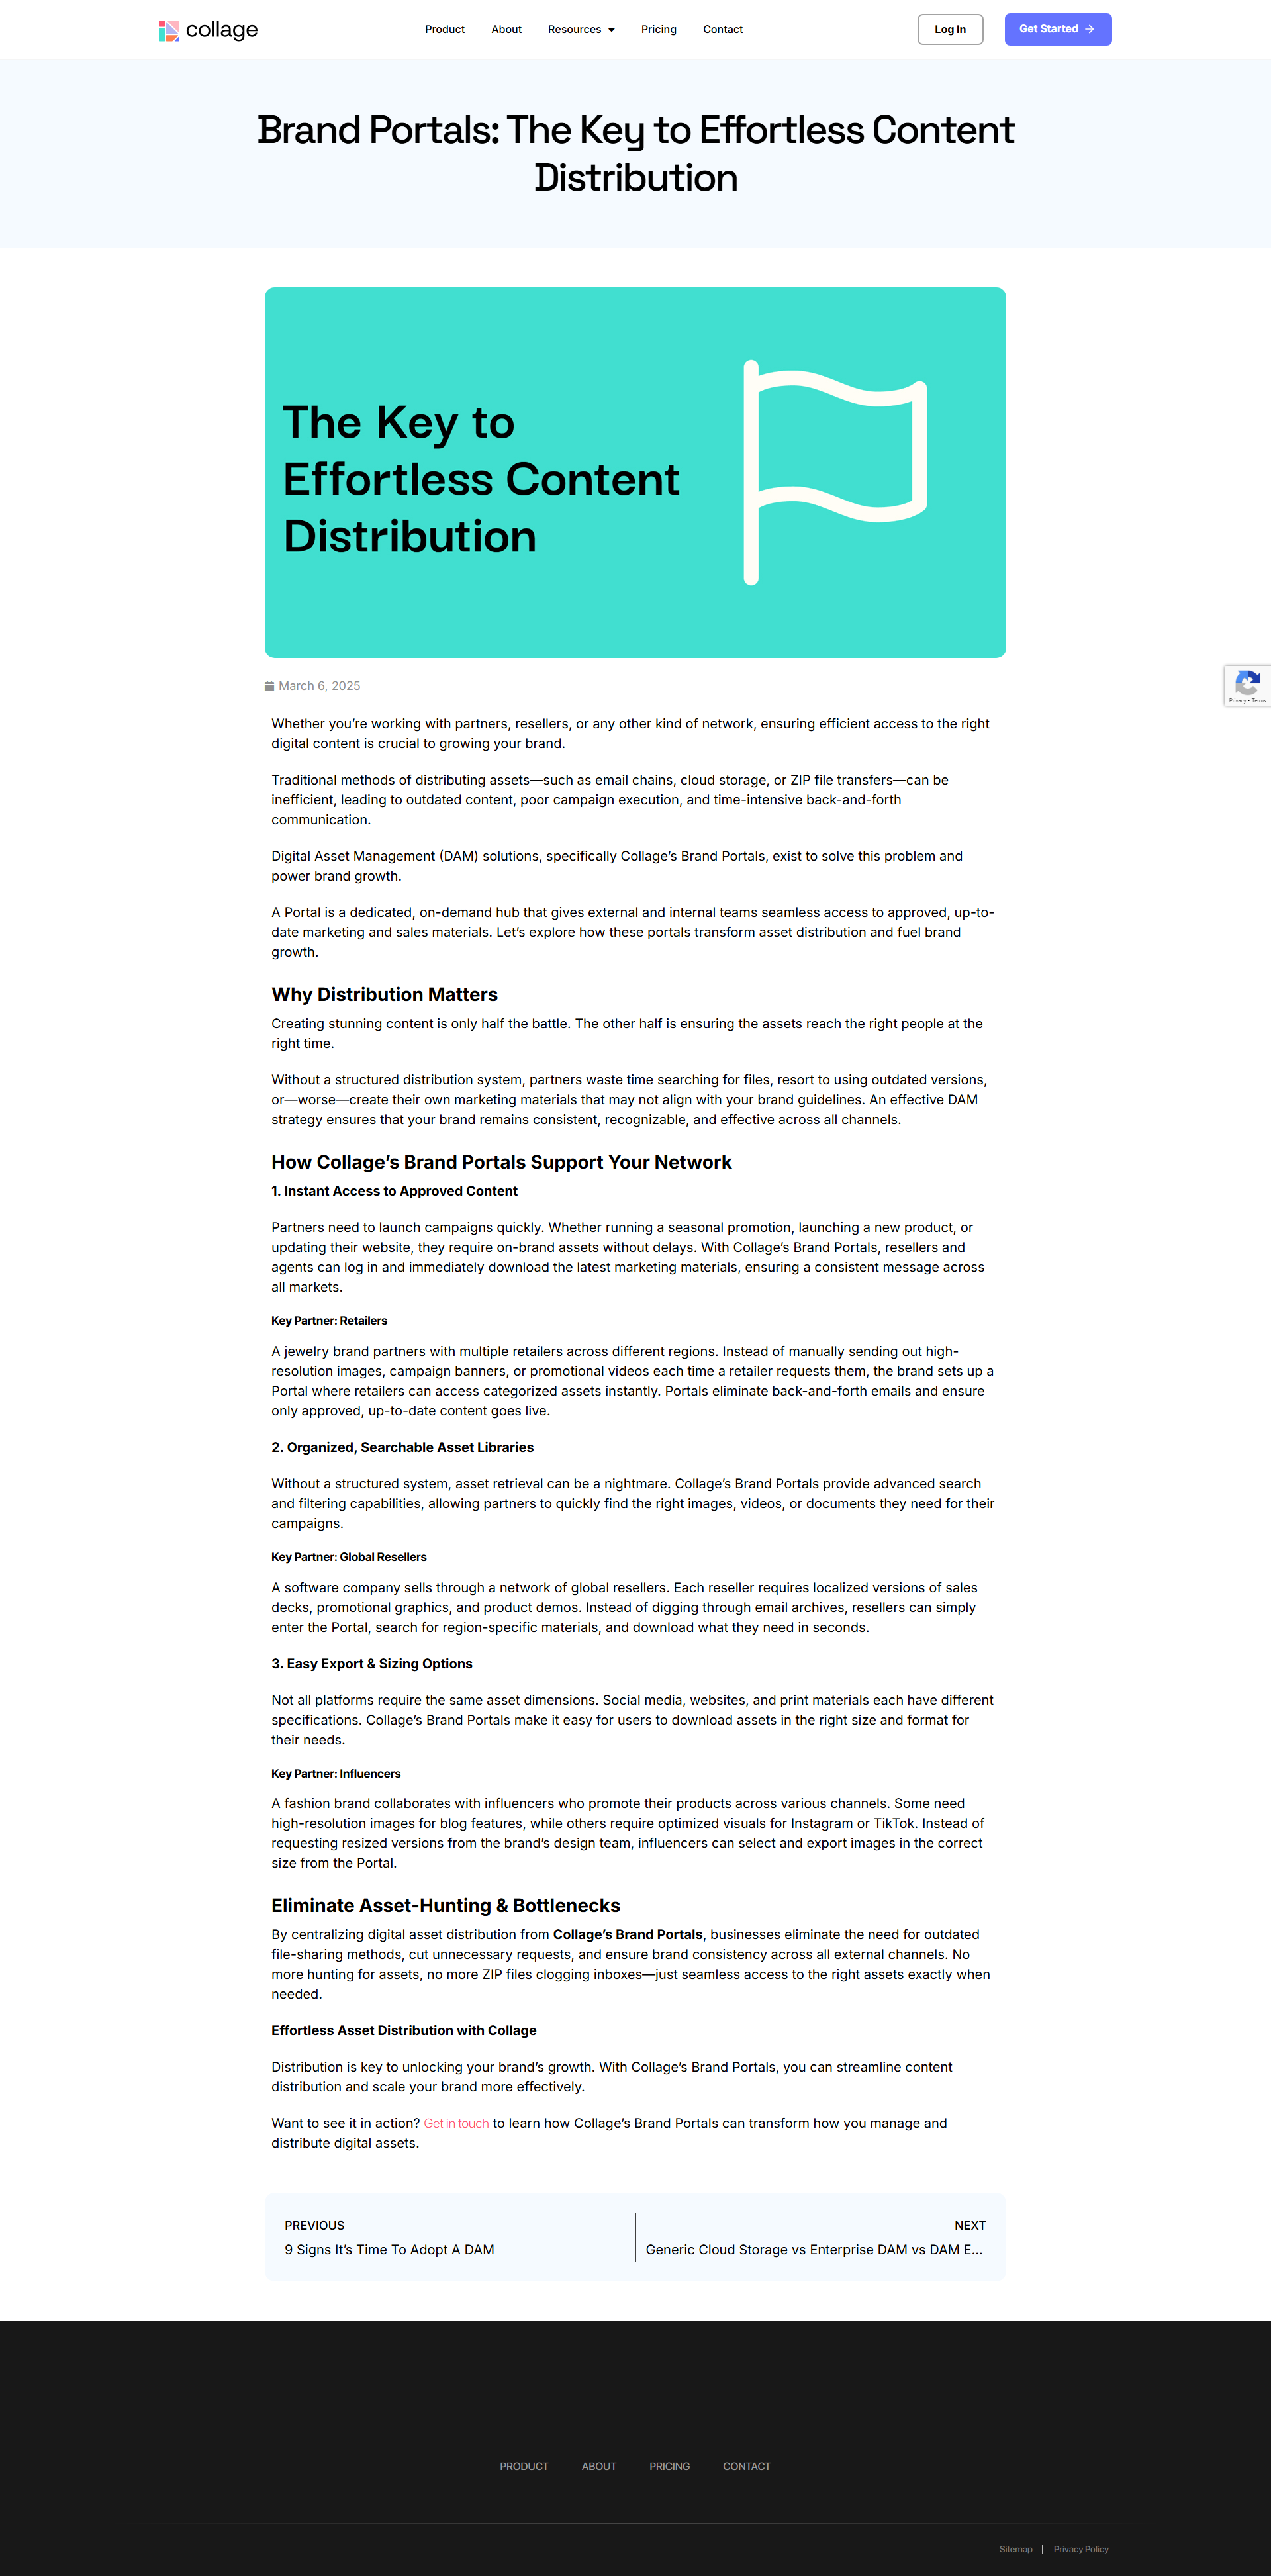 collage
Product About Resources Pricing Contact
Log In
Get Started
Brand Portals: The Key to Effortless Content
Distribution
The Key to
Effortless Content
Distribution
March 6, 2025
Privacy - Terms
Whether you’re working with partners, resellers, or any other kind of network, ensuring efficient access to the right
digital content is crucial to growing your brand.
Traditional methods of distributing assets—such as email chains, cloud storage, or ZIP file transfers—can be
inefficient, leading to outdated content, poor campaign execution, and time-intensive back-and-forth
communication.
Digital Asset Management (DAM) solutions, specifically Collage’s Brand Portals, exist to solve this problem and
power brand growth.
A Portal is a dedicated, on-demand hub that gives external and internal teams seamless access to approved, up-to-
date marketing and sales materials. Let’s explore how these portals transform asset distribution and fuel brand
growth.
Why Distribution Matters
Creating stunning content is only half the battle. The other half is ensuring the assets reach the right people at the
right time.
Without a structured distribution system, partners waste time searching for files, resort to using outdated versions,
or—worse—create their own marketing materials that may not align with your brand guidelines. An effective DAM
strategy ensures that your brand remains consistent, recognizable, and effective across all channels.
How Collage’s Brand Portals Support Your Network
1. Instant Access to Approved Content
Partners need to launch campaigns quickly. Whether running a seasonal promotion, launching a new product, or
updating their website, they require on-brand assets without delays. With Collage’s Brand Portals, resellers and
agents can log in and immediately download the latest marketing materials, ensuring a consistent message across
all markets.
Key Partner: Retailers
A jewelry brand partners with multiple retailers across different regions. Instead of manually sending out high-
resolution images, campaign banners, or promotional videos each time a retailer requests them, the brand sets up a
Portal where retailers can access categorized assets instantly. Portals eliminate back-and-forth emails and ensure
only approved, up-to-date content goes live.
2. Organized, Searchable Asset Libraries
Without a structured system, asset retrieval can be a nightmare. Collage’s Brand Portals provide advanced search
and filtering capabilities, allowing partners to quickly find the right images, videos, or documents they need for their
campaigns.
Key Partner: Global Resellers
A software company sells through a network of global resellers. Each reseller requires localized versions of sales
decks, promotional graphics, and product demos. Instead of digging through email archives, resellers can simply
enter the Portal, search for region-specific materials, and download what they need in seconds.
3. Easy Export & Sizing Options
Not all platforms require the same asset dimensions. Social media, websites, and print materials each have different
specifications. Collage’s Brand Portals make it easy for users to download assets in the right size and format for
their needs.
Key Partner: Influencers
A fashion brand collaborates with influencers who promote their products across various channels. Some need
high-resolution images for blog features, while others require optimized visuals for Instagram or TikTok. Instead of
requesting resized versions from the brand’s design team, influencers can select and export images in the correct
size from the Portal.
Eliminate Asset-Hunting & Bottlenecks
By centralizing digital asset distribution from Collage’s Brand Portals, businesses eliminate the need for outdated
file-sharing methods, cut unnecessary requests, and ensure brand consistency across all external channels. No
more hunting for assets, no more ZIP files clogging inboxes—just seamless access to the right assets exactly when
needed.
Effortless Asset Distribution with Collage
Distribution is key to unlocking your brand’s growth. With Collage’s Brand Portals, you can streamline content
distribution and scale your brand more effectively.
Want to see it in action? Get in touch to learn how Collage’s Brand Portals can transform how you manage and
distribute digital assets.
PREVIOUS
9 Signs It’s Time To Adopt A DAM
NEXT
Generic Cloud Storage vs Enterprise DAM vs DAM E...
PRODUCT ABOUT PRICING CONTACT
Sitemap | Privacy Policy